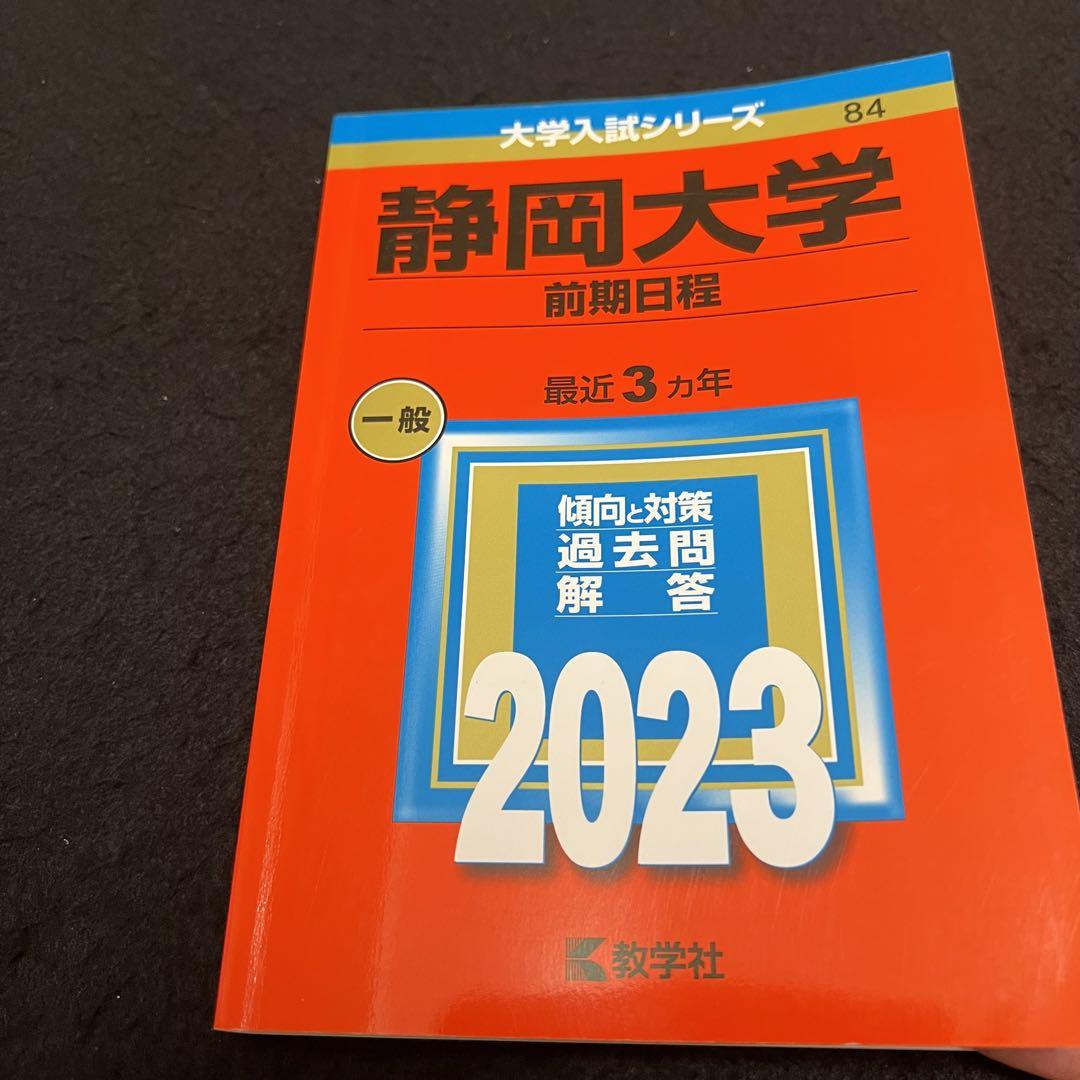 大学入試シリーズ
84
静岡大学
前期日程
最近3カ年
一般
傾向と対策
過去問
解答
2023
教学社